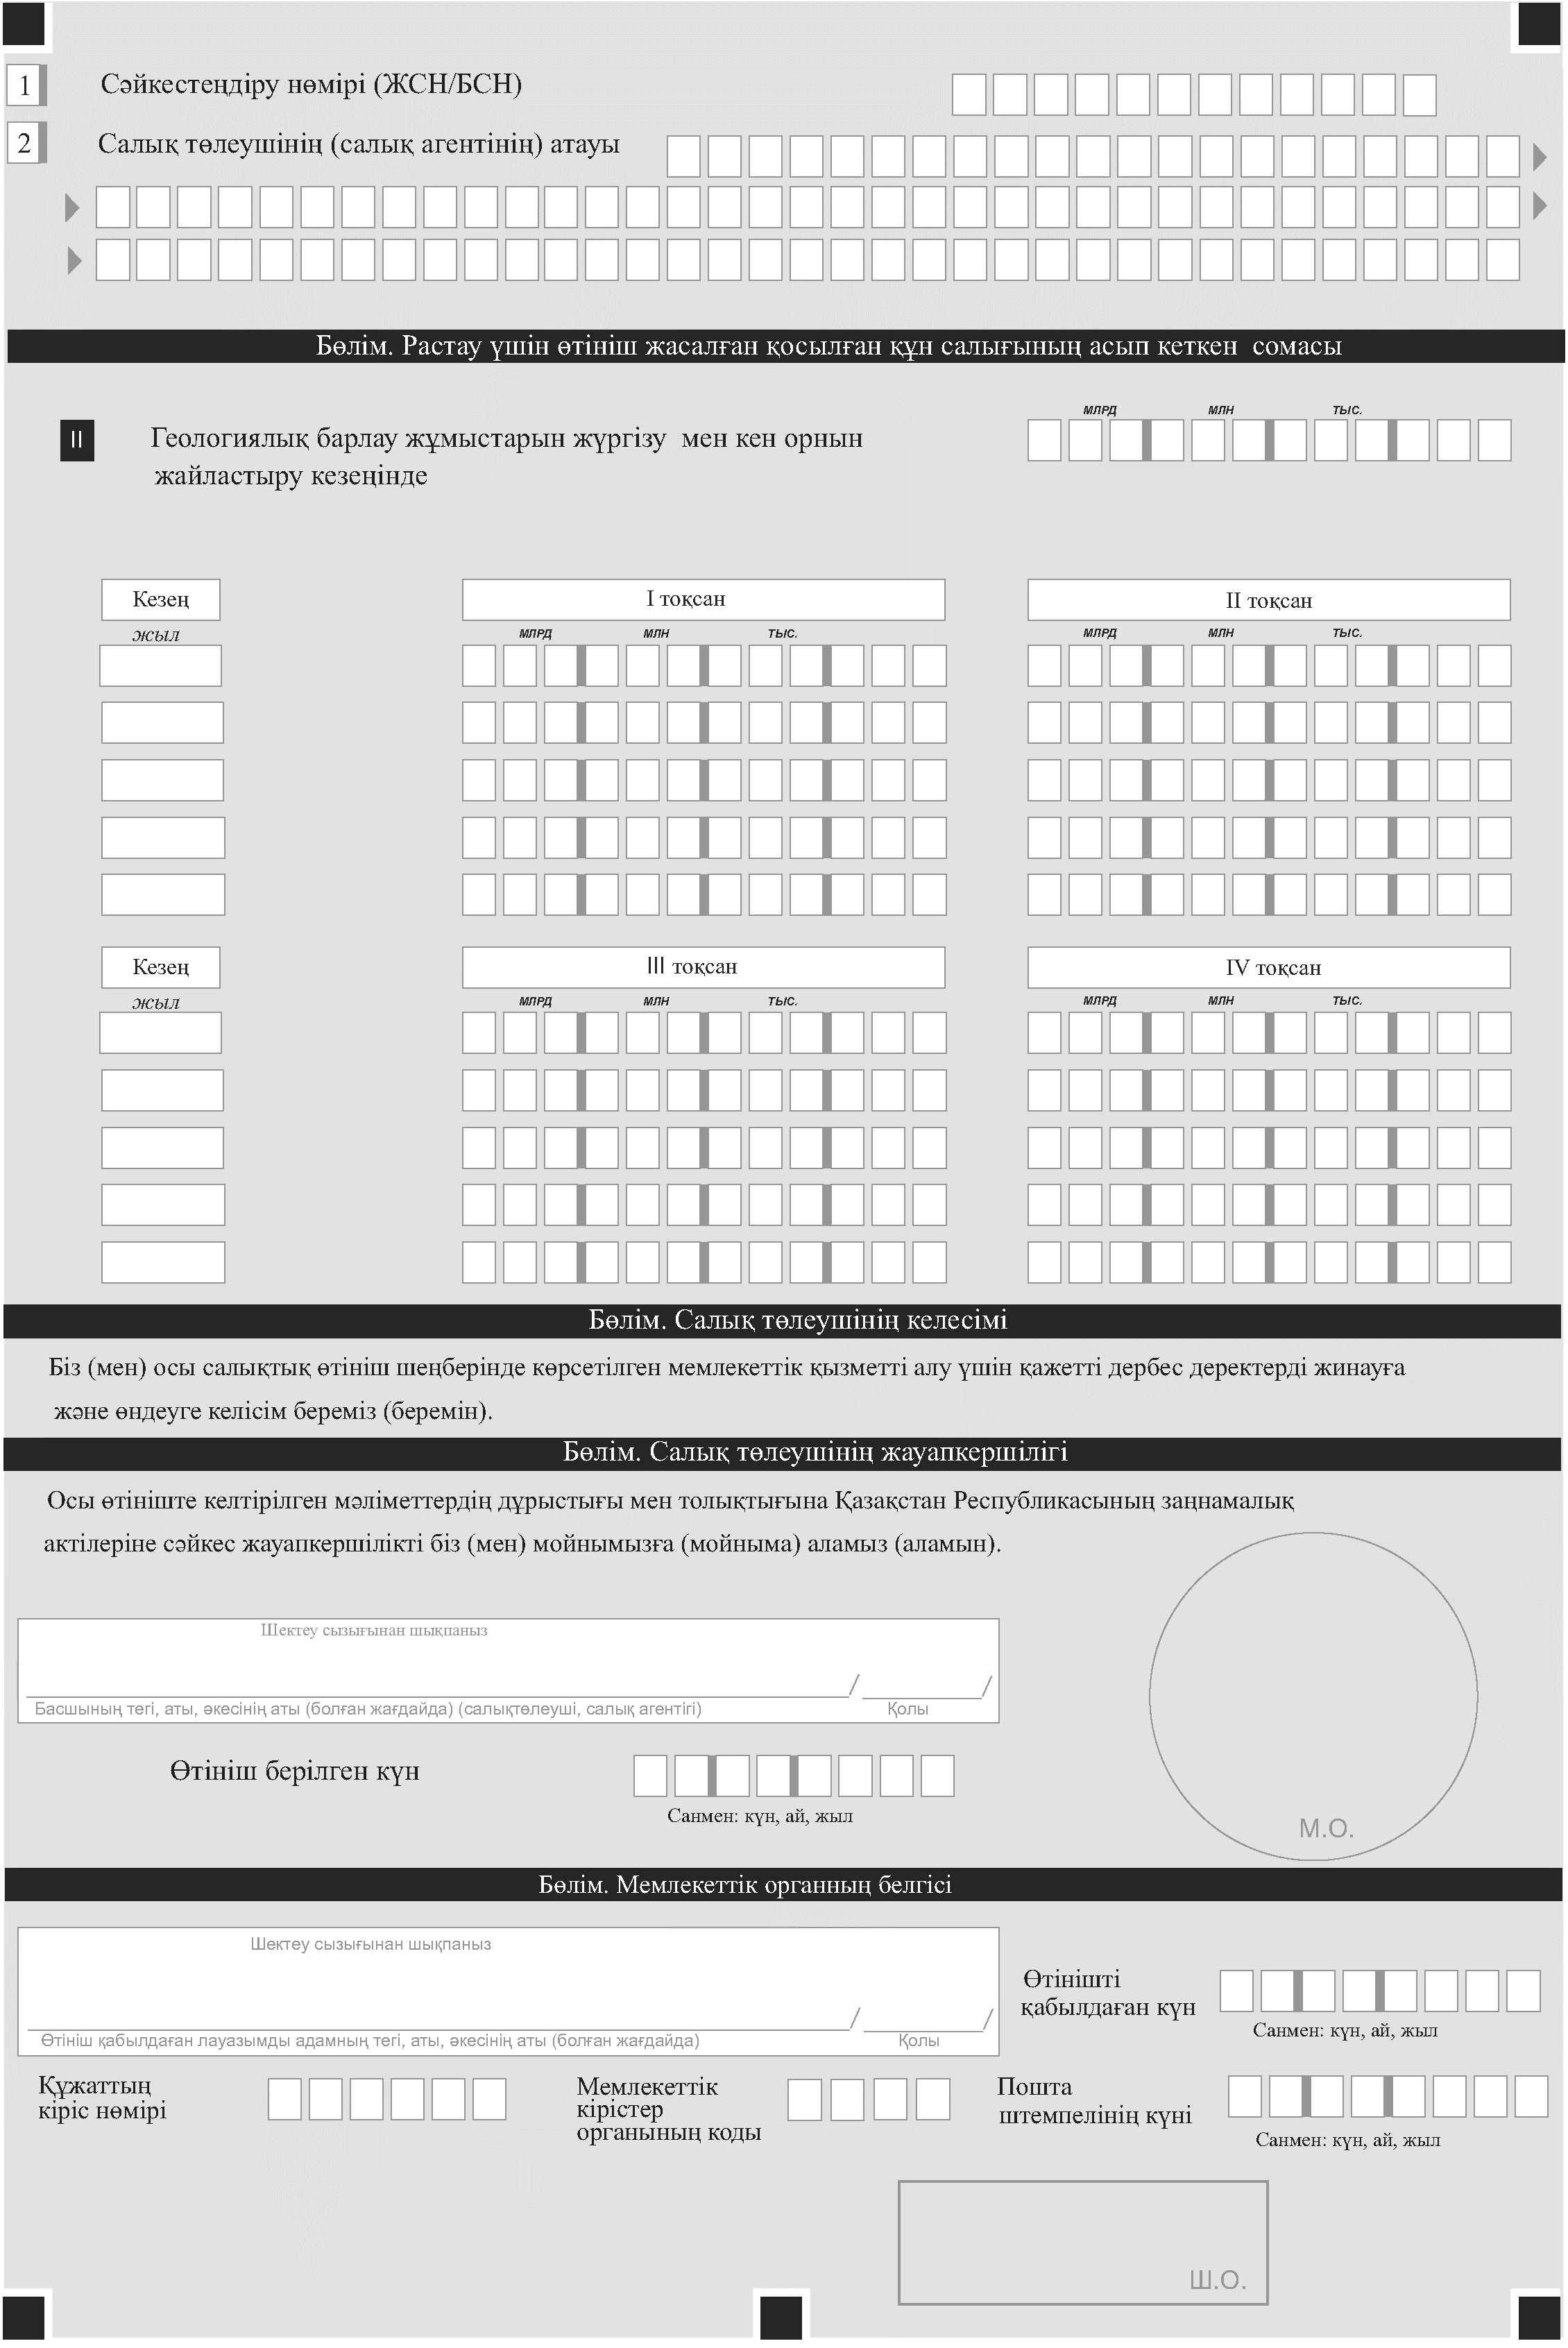 1 Сәйкестеңдіру нөмірі (ЖСН/БСН)
2 Салық төлеушінің (салық агентінің) атауы
Бөлім. Растау үшін өтініш жасалған қосылған құн салығының асып кеткен сомасы
МЛРД МЛН ТЫС.
II Геологиялық барлау жұмыстарын жүргізу мен кен орнын
жайластыру кезеңінде
Кезең I тоқсан II тоқсан
жыл МЛРД МЛН ТЫС. МЛРД МЛН ТЫС.
Кезең III тоқсан IV тоқсан
жыл МЛРД МЛН ТЫС. МЛРД МЛН ТЫС.
Бөлім. Салық төлеушінің келесімі
Біз (мен) осы салықтық өтініш шеңберінде көрсетілген мемлекеттік қызметті алу үшін қажетті дербес деректерді жинауға
және өндеуге келісім береміз (беремін).
Бөлім. Салық төлеушінің жауапкершілігі
Осы өтініште келтірілген мәліметтердің дұрыстығы мен толықтығына Қазақстан Республикасының заңнамалық
актілеріне сәйкес жауапкершілікті біз (мен) мойнымызға (мойныма) аламыз (аламын).
Шектеу сызығынан шықпаңыз
/ /
Басшының тегі, аты, әкесінің аты (болған жағдайда) (салықтөлеуші, салық агентігі) Қолы
Өтініш берілген күн
Санмен: күн, ай, жыл
М.О.
Бөлім. Мемлекеттік органның белгісі
Шектеу сызығынан шықпаңыз
/ /
Өтініш қабылдаған лауазымды адамның тегі, аты, әкесінің аты (болған жағдайда) Қолы
Өтінішті
қабылдаған күн
Санмен: күн, ай, жыл
Құжаттың
кіріс нөмірі
Мемлекеттік
кірістер
органының коды
Пошта
штемпелінің күні
Санмен: күн, ай, жыл
Ш.О.